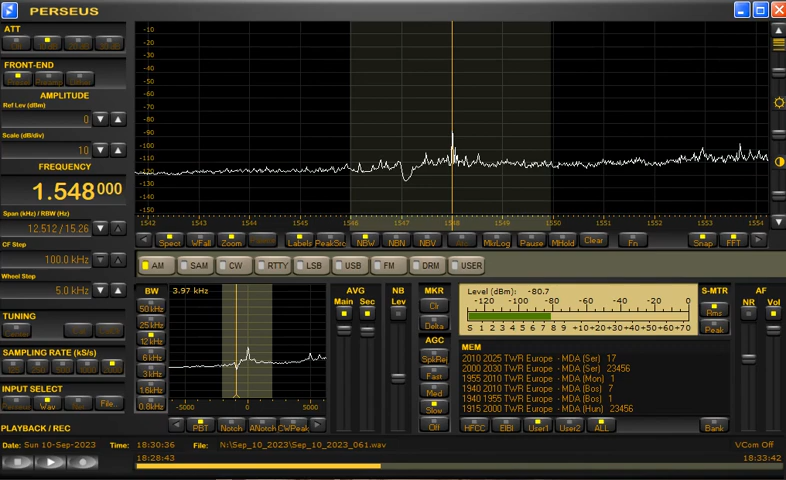 PERSEUS
ATT
FRONT-END
AMPLITUDE
Ref Lev (dBm)
0
Scale (dB/div)
10
FREQUENCY
1.548 000
Span (kHz) / RBW (Hz)
12.512 / 15.26
CF Step
100.0 kHz
Wheel Step
5.0 kHz
TUNING
SAMPLING RATE (kS/s)
INPUT SELECT
Wav
File..
PLAYBACK / REC
-10
-20
-30
-40
-50
-60
-70
-80
-90
-100
-110
-120
-130
-140
-150
1542 1543 1544 1545 1546 1547 1548 1549 1550 1551 1552 1553 1554
Spect WFall Zoom Labels PeakSrc NBW NBN NBV MkrLog Pause MHold Clear Fn Snap FFT
AM SAM CW RTTY LSB USB FM DRM USER
BW
50 kHz
25 kHz
12 kHz
6 kHz
3 kHz
1.6kHz
0.8kHz
3.97 kHz
-5000 0 5000
PBT Notch ANotch CWPeak
AVG
Main Sec
NB
Lev
MKR
Clr
Delta
AGC
SpkRej
Fast
Med
Slow
Off
Level (dBm): -80.7
-120 -100 -80 -60 -40 -20 0
S 1 2 3 4 5 6 7 8 9 +10 +20 +30 +40 +50 +60 +70
S-MTR
Rms
Peak
AF
NR Vol
MEM
2010 2025 TWR Europe - MDA (Ser) 17
2000 2030 TWR Europe - MDA (Ser) 23456
1955 2010 TWR Europe - MDA (Mon) 1
1940 2010 TWR Europe - MDA (Bos) 7
1940 1955 TWR Europe - MDA (Bos) 1
1915 2000 TWR Europe - MDA (Hun) 23456
HFCC EIBI User1 User2 ALL Bank
Date: Sun 10-Sep-2023 Time: 18:30:36 File: N:\Sep_10_2023\Sep_10_2023_061.wav VCom Off
18:28:43 18:33:42